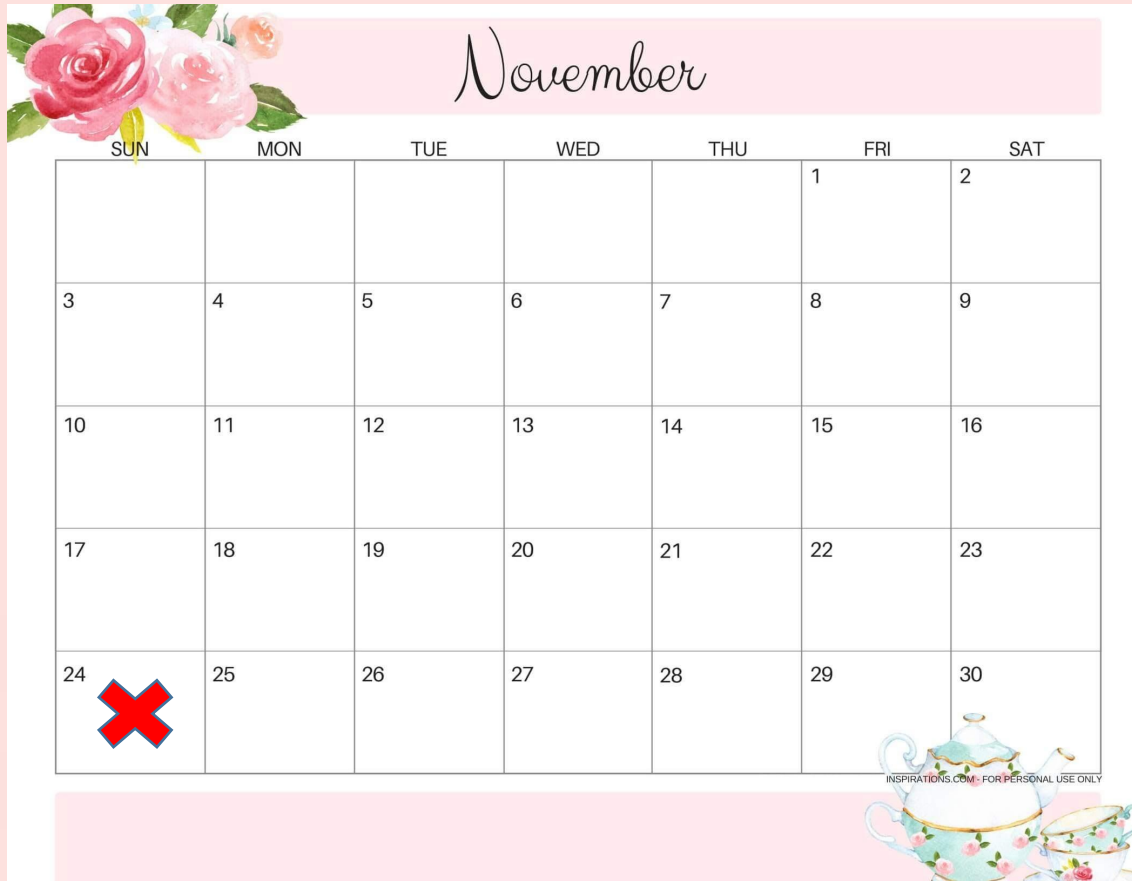 November
SUN MON TUE WED THU FRI SAT
1 2
3 4 5 6 7 8 9
10 11 12 13 14 15 16
17 18 19 20 21 22 23
24 25 26 27 28 29 30
INSPIRATIONS.COM - FOR PERSONAL USE ONLY